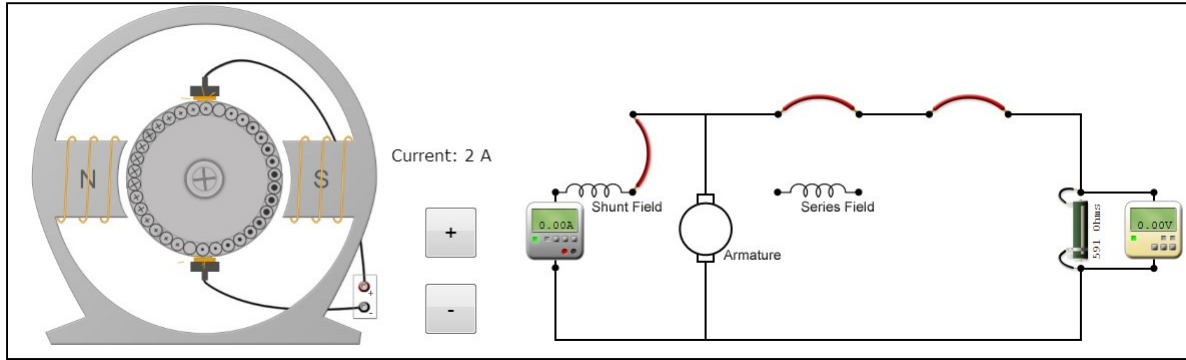 N
S
+
-
Current: 2 A
+
-
Shunt Field
0.00A
Armature
Series Field
591 Ohms
0.00V